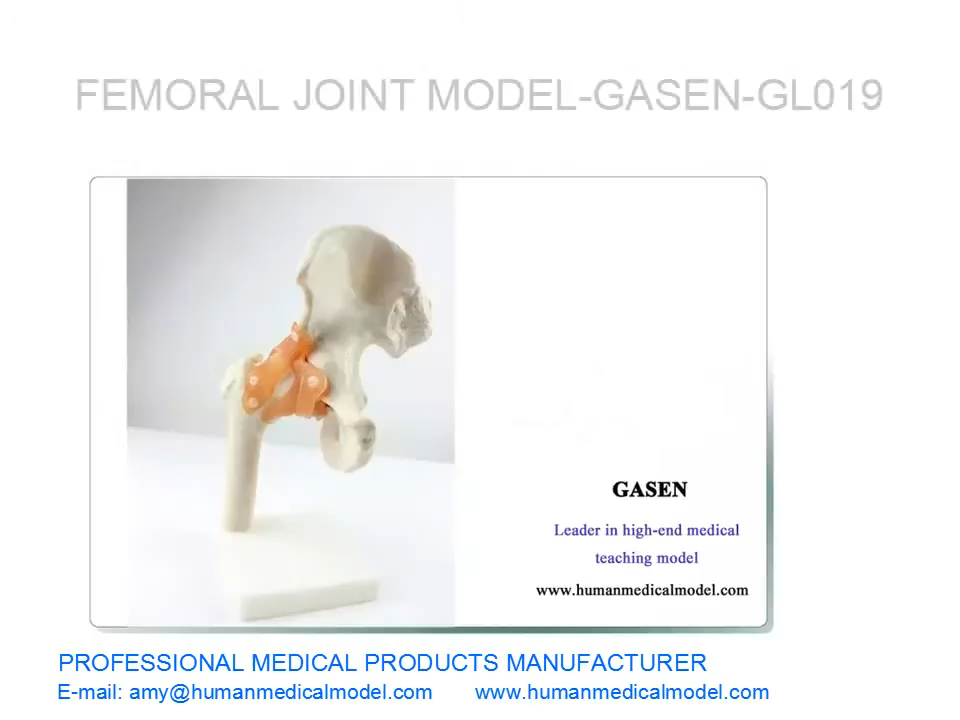 FEMORAL JOINT MODEL-GASEN-GL019
GASEN
Leader in high-end medical
teaching model
www.humanmedicalmodel.com
PROFESSIONAL MEDICAL PRODUCTS MANUFACTURER
E-mail: amy@humanmedicalmodel.com www.humanmedicalmodel.com